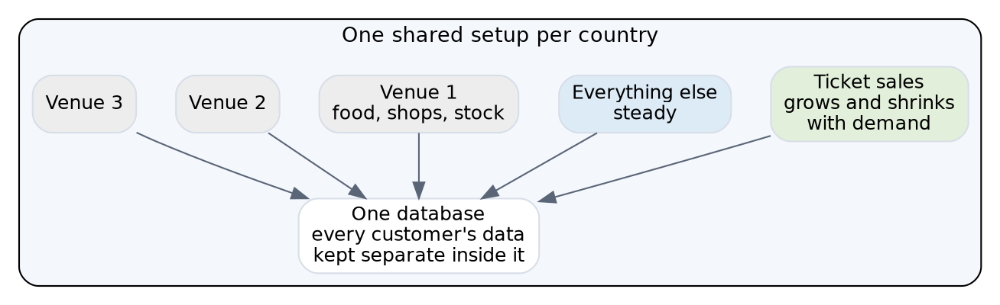 One shared setup per country
Venue 3
Venue 2
Venue 1
food, shops, stock
Everything else
steady
Ticket sales
grows and shrinks
with demand
One database
every customer's data
kept separate inside it